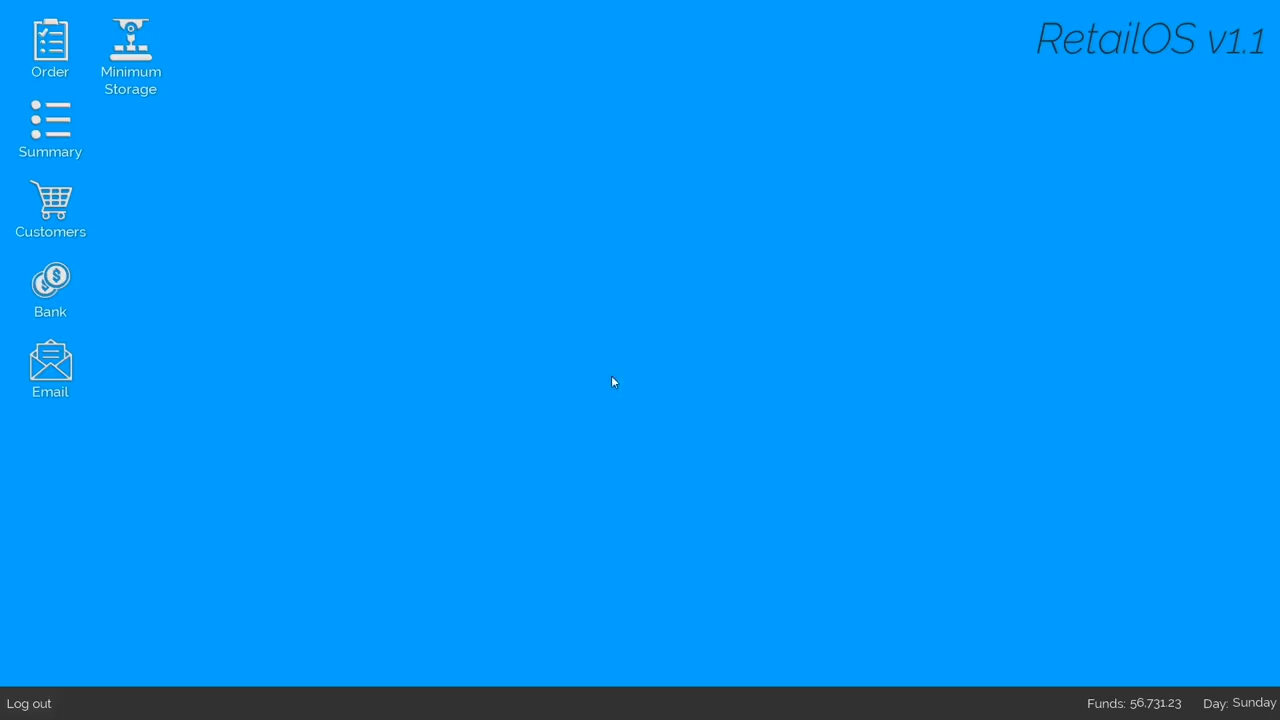 RetailOS v1.1
Order
Minimum
Storage
Summary
Customers
Bank
Email
Log out
Funds: 56,731.23
Day: Sunday